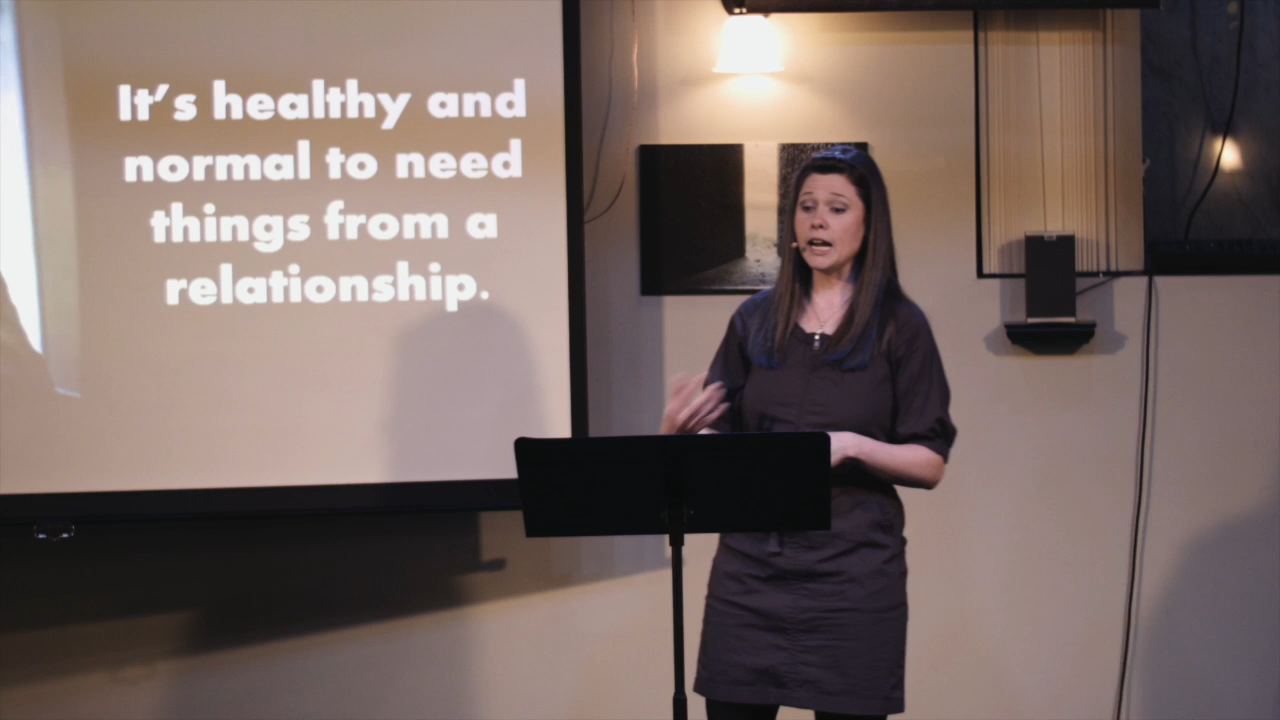 It's healthy and
normal to need
things from a
relationship.